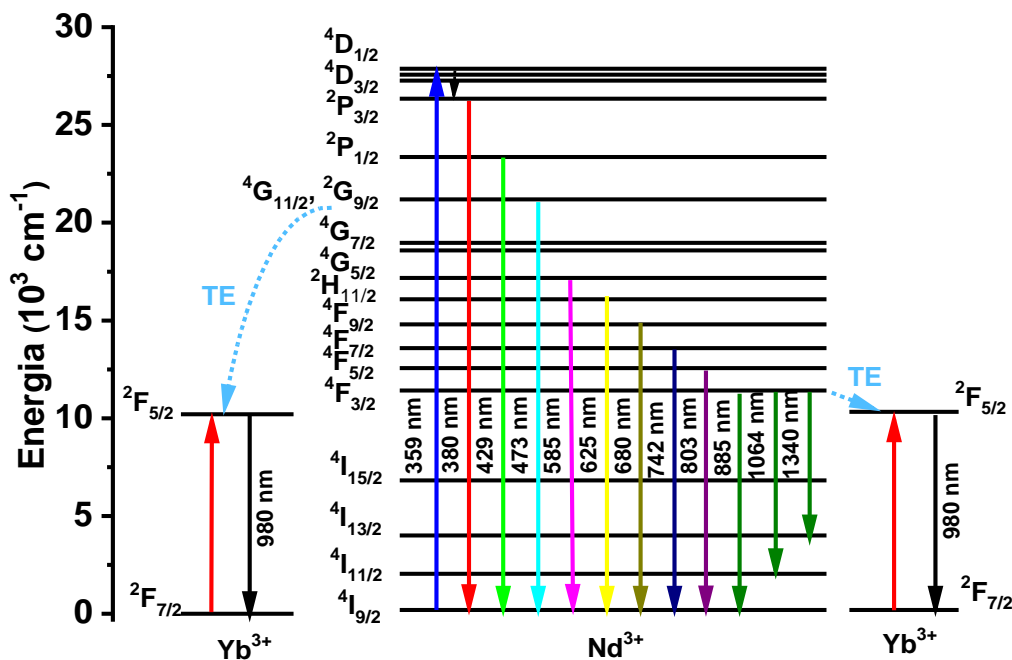 Energia (10³ cm⁻¹)
30
25
20
15
10
5
0
⁴D₁/₂
⁴D₃/₂
²P₃/₂
²P₁/₂
⁴G₁₁/₂, ²G₉/₂
⁴G₇/₂
⁴G₅/₂
²H₁₁/₂
⁴F₉/₂
⁴F₇/₂
⁴F₅/₂
⁴F₃/₂
⁴I₁₅/₂
⁴I₁₃/₂
⁴I₁₁/₂
⁴I₉/₂
TE
²F₅/₂
980 nm
²F₇/₂
Yb³⁺
359 nm
380 nm
429 nm
473 nm
585 nm
625 nm
680 nm
742 nm
803 nm
885 nm
1064 nm
1340 nm
Nd³⁺
TE
²F₅/₂
980 nm
²F₇/₂
Yb³⁺